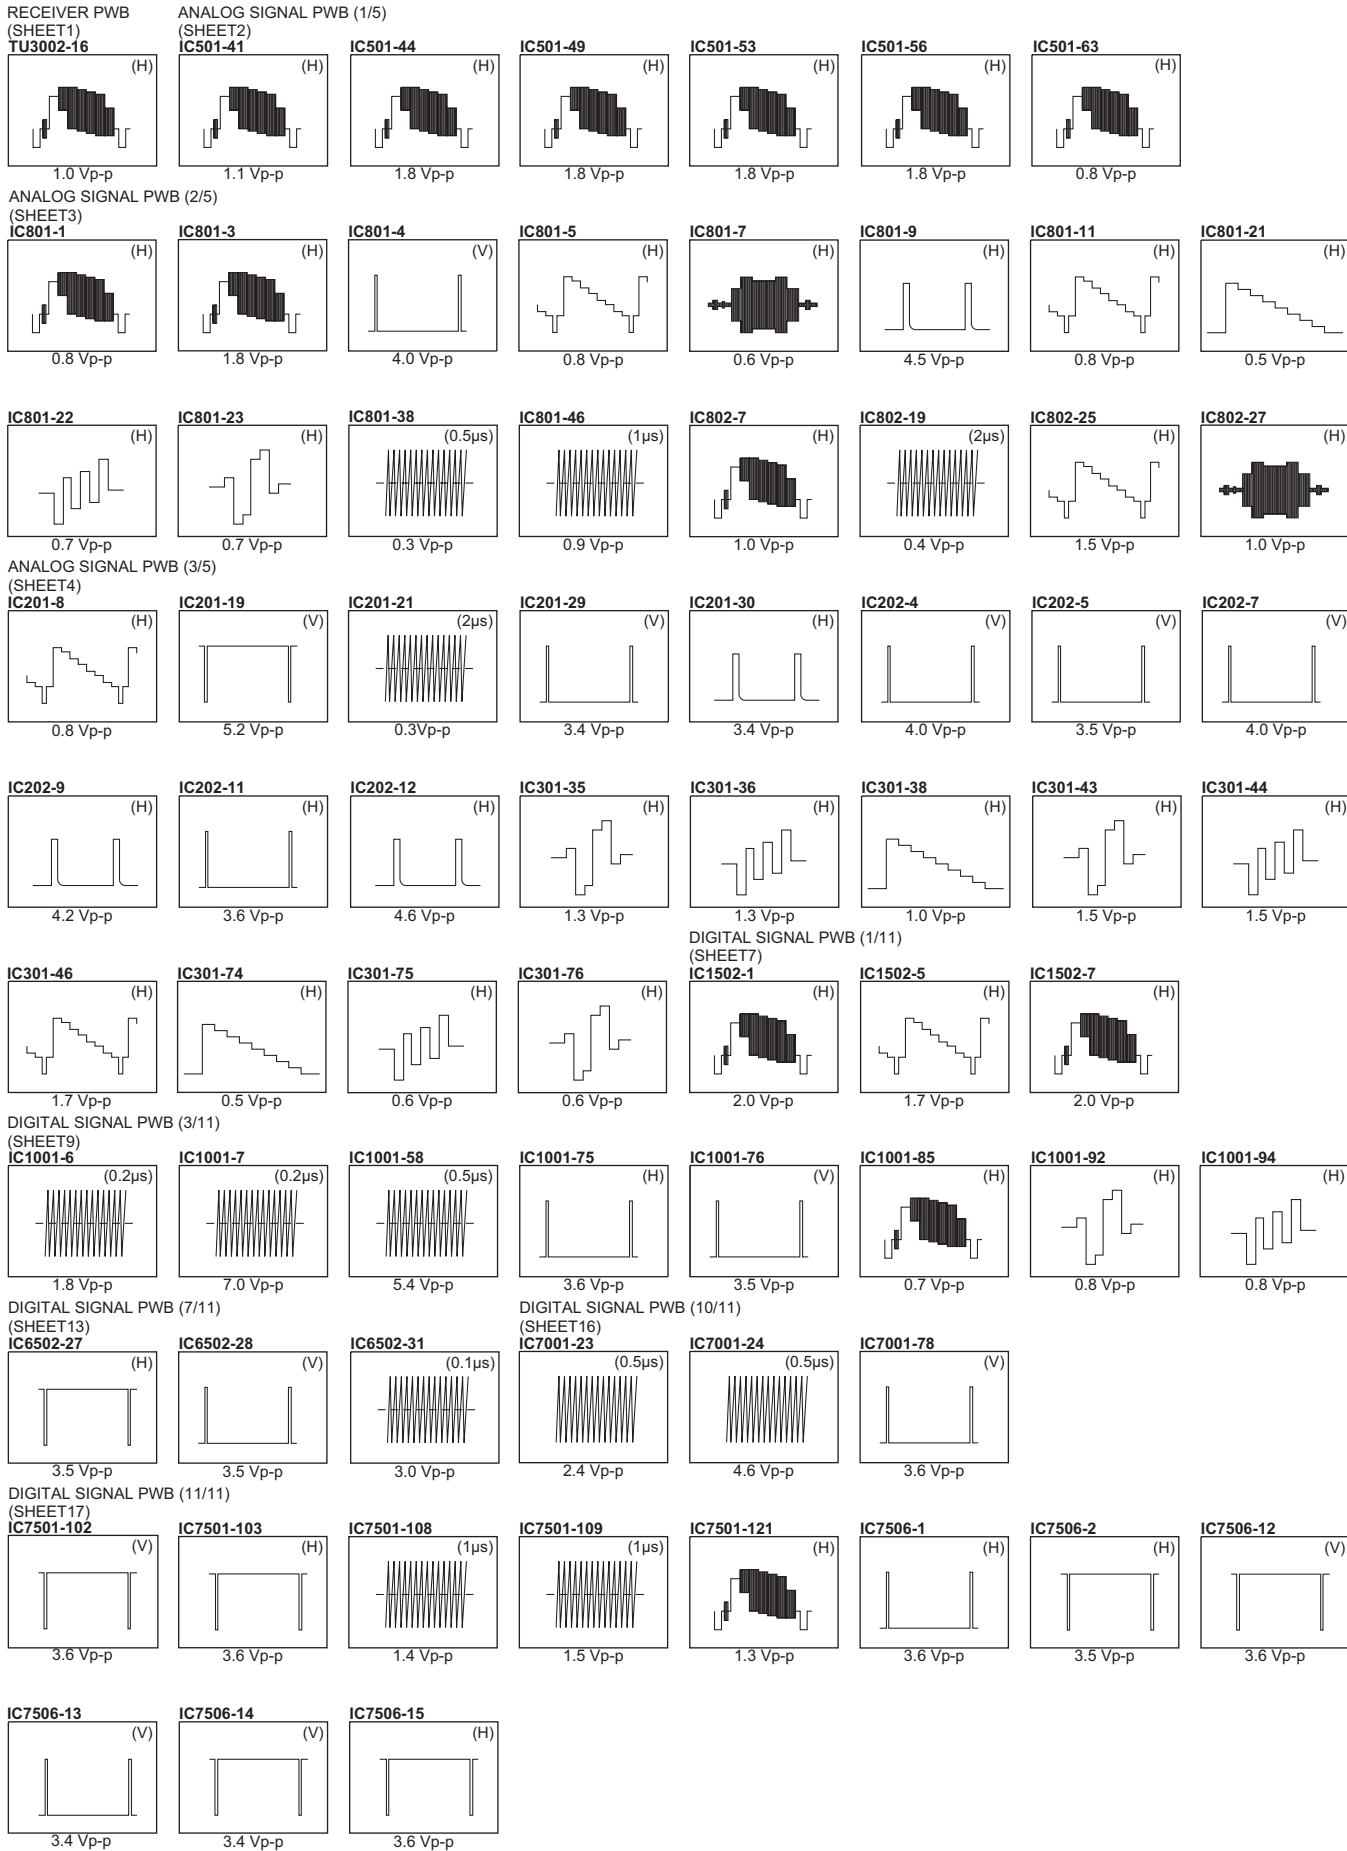 RECEIVER PWB
(SHEET1)
ANALOG SIGNAL PWB (1/5)
(SHEET2)
TU3002-16 IC501-41 IC501-44 IC501-49 IC501-53 IC501-56 IC501-63
(H) (H) (H) (H) (H) (H) (H)
1.0 Vp-p 1.1 Vp-p 1.8 Vp-p 1.8 Vp-p 1.8 Vp-p 1.8 Vp-p 0.8 Vp-p
ANALOG SIGNAL PWB (2/5)
(SHEET3)
IC801-1 IC801-3 IC801-4 IC801-5 IC801-7 IC801-9 IC801-11 IC801-21
(H) (H) (V) (H) (H) (H) (H) (H)
0.8 Vp-p 1.8 Vp-p 4.0 Vp-p 0.8 Vp-p 0.6 Vp-p 4.5 Vp-p 0.8 Vp-p 0.5 Vp-p
IC801-22 IC801-23 IC801-38 IC801-46 IC802-7 IC802-19 IC802-25 IC802-27
(H) (H) (0.5µs) (1µs) (H) (2µs) (H) (H)
0.7 Vp-p 0.7 Vp-p 0.3 Vp-p 0.9 Vp-p 1.0 Vp-p 0.4 Vp-p 1.5 Vp-p 1.0 Vp-p
ANALOG SIGNAL PWB (3/5)
(SHEET4)
IC201-8 IC201-19 IC201-21 IC201-29 IC201-30 IC202-4 IC202-5 IC202-7
(H) (V) (2µs) (V) (H) (V) (V) (V)
0.8 Vp-p 5.2 Vp-p 0.3Vp-p 3.4 Vp-p 3.4 Vp-p 4.0 Vp-p 3.5 Vp-p 4.0 Vp-p
IC202-9 IC202-11 IC202-12 IC301-35 IC301-36 IC301-38 IC301-43 IC301-44
(H) (H) (H) (H) (H) (H) (H) (H)
4.2 Vp-p 3.6 Vp-p 4.6 Vp-p 1.3 Vp-p 1.3 Vp-p 1.0 Vp-p 1.5 Vp-p 1.5 Vp-p
DIGITAL SIGNAL PWB (1/11)
(SHEET7)
IC301-46 IC301-74 IC301-75 IC301-76 IC1502-1 IC1502-5 IC1502-7
(H) (H) (H) (H) (H) (H) (H)
1.7 Vp-p 0.5 Vp-p 0.6 Vp-p 0.6 Vp-p 2.0 Vp-p 1.7 Vp-p 2.0 Vp-p
DIGITAL SIGNAL PWB (3/11)
(SHEET9)
IC1001-6 IC1001-7 IC1001-58 IC1001-75 IC1001-76 IC1001-85 IC1001-92 IC1001-94
(0.2µs) (0.2µs) (0.5µs) (H) (V) (H) (H) (H)
1.8 Vp-p 7.0 Vp-p 5.4 Vp-p 3.6 Vp-p 3.5 Vp-p 0.7 Vp-p 0.8 Vp-p 0.8 Vp-p
DIGITAL SIGNAL PWB (7/11)
(SHEET13)
DIGITAL SIGNAL PWB (10/11)
(SHEET16)
IC6502-27 IC6502-28 IC6502-31 IC7001-23 IC7001-24 IC7001-78
(H) (V) (0.1µs) (0.5µs) (0.5µs) (V)
3.5 Vp-p 3.5 Vp-p 3.0 Vp-p 2.4 Vp-p 4.6 Vp-p 3.6 Vp-p
DIGITAL SIGNAL PWB (11/11)
(SHEET17)
IC7501-102 IC7501-103 IC7501-108 IC7501-109 IC7501-121 IC7506-1 IC7506-2 IC7506-12
(V) (H) (1µs) (1µs) (H) (H) (H) (V)
3.6 Vp-p 3.6 Vp-p 1.4 Vp-p 1.5 Vp-p 1.3 Vp-p 3.6 Vp-p 3.5 Vp-p 3.6 Vp-p
IC7506-13 IC7506-14 IC7506-15
(V) (V) (H)
3.4 Vp-p 3.4 Vp-p 3.6 Vp-p